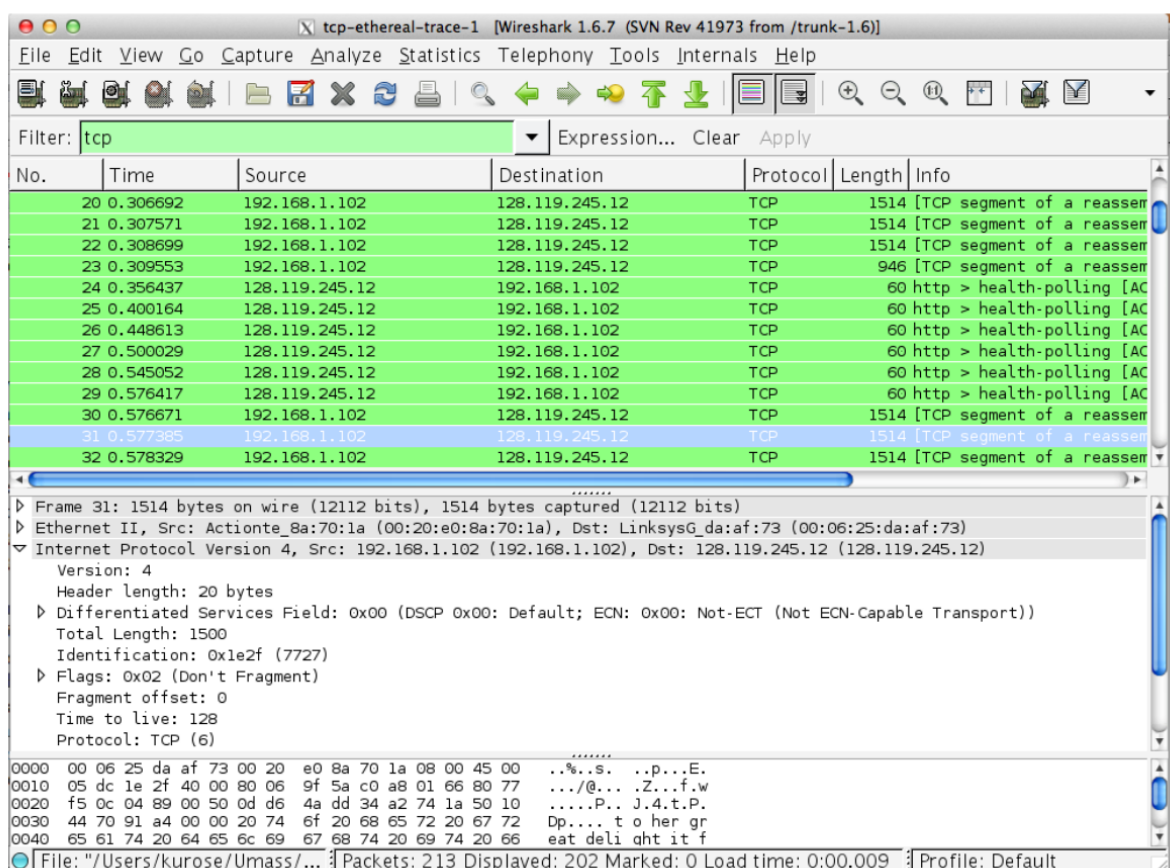 tcp-ethereal-trace-1 [Wireshark 1.6.7 (SVN Rev 41973 from /trunk-1.6)]
File Edit View Go Capture Analyze Statistics Telephony Tools Internals Help
Filter: tcp Expression... Clear Apply
No. Time Source Destination Protocol Length Info
20 0.306692 192.168.1.102 128.119.245.12 TCP 1514 [TCP segment of a reassem
21 0.307571 192.168.1.102 128.119.245.12 TCP 1514 [TCP segment of a reassem
22 0.308699 192.168.1.102 128.119.245.12 TCP 1514 [TCP segment of a reassem
23 0.309553 192.168.1.102 128.119.245.12 TCP 946 [TCP segment of a reassem
24 0.356437 128.119.245.12 192.168.1.102 TCP 60 http > health-polling [AC
25 0.400164 128.119.245.12 192.168.1.102 TCP 60 http > health-polling [AC
26 0.448613 128.119.245.12 192.168.1.102 TCP 60 http > health-polling [AC
27 0.500029 128.119.245.12 192.168.1.102 TCP 60 http > health-polling [AC
28 0.545052 128.119.245.12 192.168.1.102 TCP 60 http > health-polling [AC
29 0.576417 128.119.245.12 192.168.1.102 TCP 60 http > health-polling [AC
30 0.576671 192.168.1.102 128.119.245.12 TCP 1514 [TCP segment of a reassem
31 0.577385 192.168.1.102 128.119.245.12 TCP 1514 [TCP segment of a reassem
32 0.578329 192.168.1.102 128.119.245.12 TCP 1514 [TCP segment of a reassem
Frame 31: 1514 bytes on wire (12112 bits), 1514 bytes captured (12112 bits)
Ethernet II, Src: Actionte_8a:70:1a (00:20:e0:8a:70:1a), Dst: LinksysG_da:af:73 (00:06:25:da:af:73)
Internet Protocol Version 4, Src: 192.168.1.102 (192.168.1.102), Dst: 128.119.245.12 (128.119.245.12)
Version: 4
Header length: 20 bytes
Differentiated Services Field: 0x00 (DSCP 0x00: Default; ECN: 0x00: Not-ECT (Not ECN-Capable Transport))
Total Length: 1500
Identification: 0x1e2f (7727)
Flags: 0x02 (Don't Fragment)
Fragment offset: 0
Time to live: 128
Protocol: TCP (6)
0000 00 06 25 da af 73 00 20 e0 8a 70 1a 08 00 45 00 ..%..s. ..p...E.
0010 05 dc 1e 2f 40 00 80 06 9f 5a c0 a8 01 66 80 77 .../@... .Z...f.w
0020 f5 0c 04 89 00 50 0d d6 4a dd 34 a2 74 1a 50 10 .....P.. J.4.t.P.
0030 44 70 91 a4 00 00 20 74 6f 20 68 65 72 20 67 72 Dp.... t o her gr
0040 65 61 74 20 64 65 6c 69 67 68 74 20 69 74 20 66 eat deli ght it f
File: "/Users/kurose/Umass/... Packets: 213 Displayed: 202 Marked: 0 Load time: 0:00.009 Profile: Default